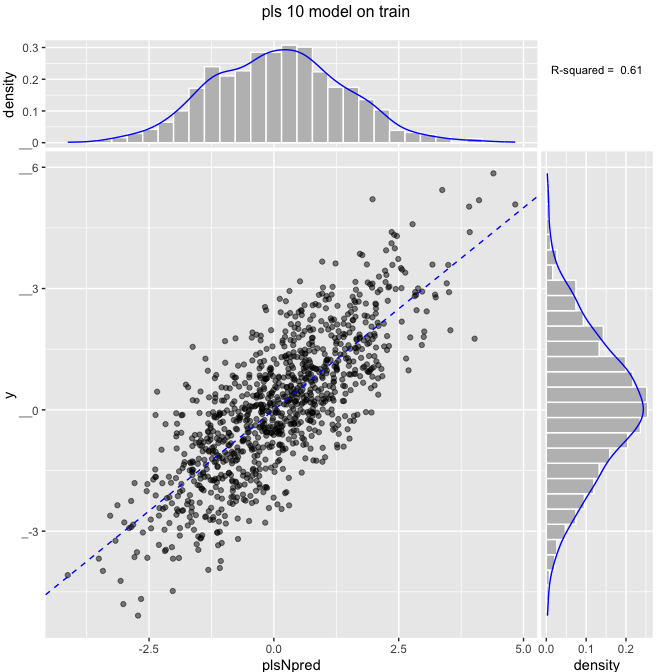 pls 10 model on train
density
0.3
0.2
0.1
0
R-squared = 0.61
y
6
3
0
-3
-2.5 0.0 2.5 5.0
plsNpred
0.0 0.1 0.2
density